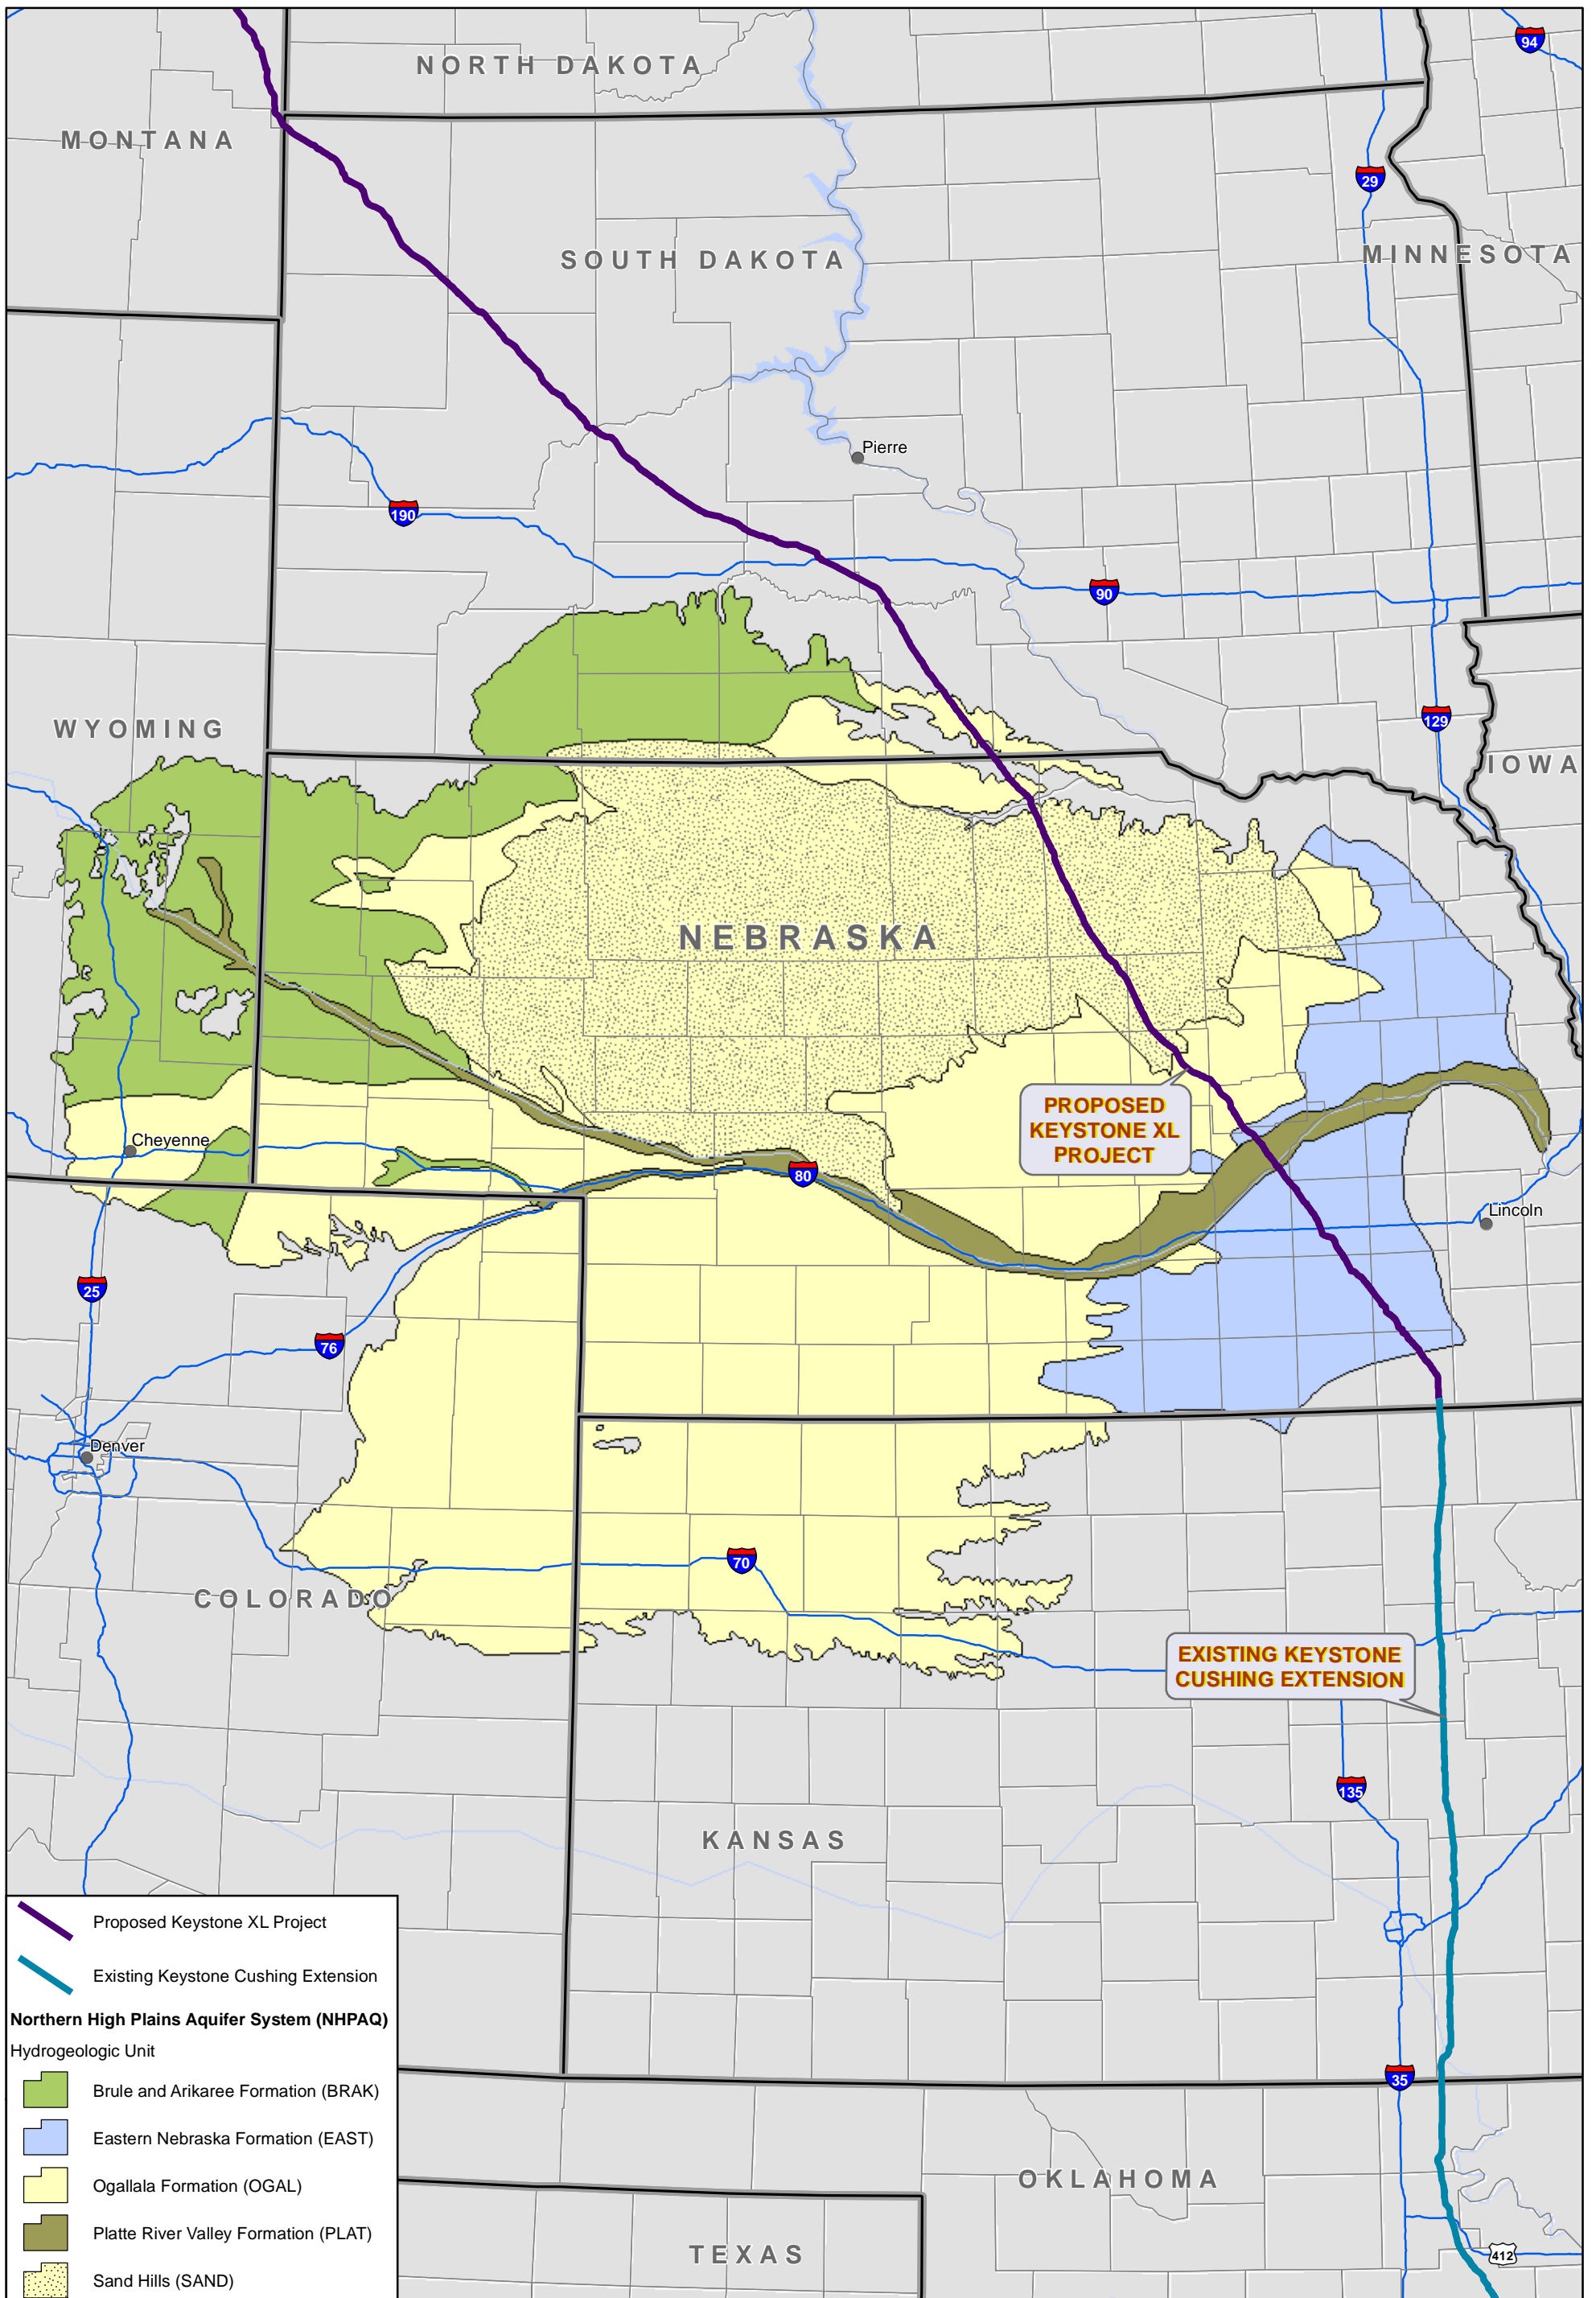 NORTH DAKOTA
94
MONTANA
29
SOUTH DAKOTA
MINNESOTA
Pierre
190
90
WYOMING
129
IOWA
NEBRASKA
PROPOSED
KEYSTONE XL
PROJECT
Cheyenne
80
Lincoln
25
76
Denver
70
COLORADO
EXISTING KEYSTONE
CUSHING EXTENSION
135
KANSAS
35
OKLAHOMA
TEXAS
412
Proposed Keystone XL Project
Existing Keystone Cushing Extension
Northern High Plains Aquifer System (NHPAQ)
Hydrogeologic Unit
Brule and Arikaree Formation (BRAK)
Eastern Nebraska Formation (EAST)
Ogallala Formation (OGAL)
Platte River Valley Formation (PLAT)
Sand Hills (SAND)